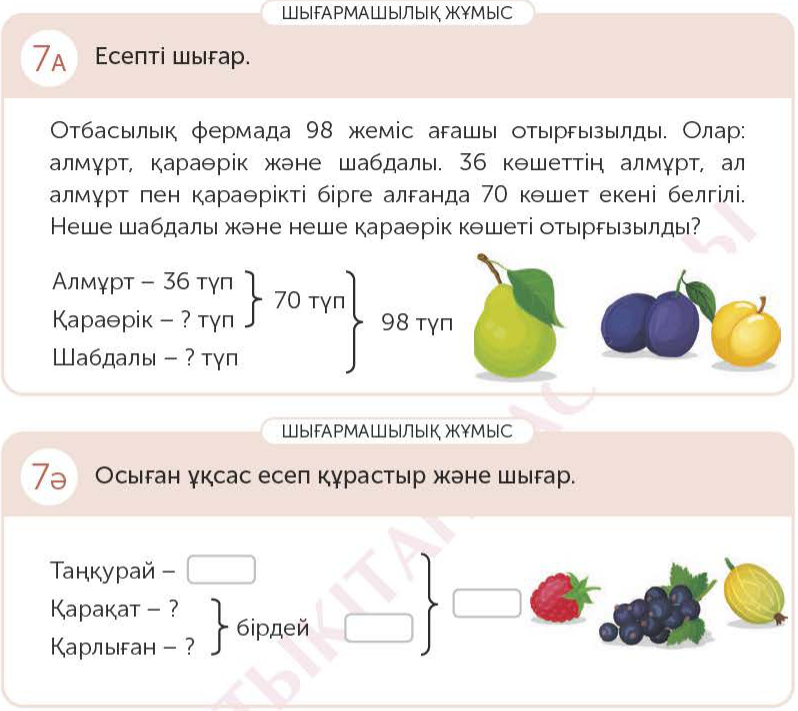 ШЫҒАРМАШЫЛЫҚ ЖҰМЫС
7А Есепті шығар.
Отбасылық фермада 98 жеміс ағашы отырғызылды. Олар:
алмұрт, қараөрік және шабдалы. 36 көшеттің алмұрт, ал
алмұрт пен қараөрікті бірге алғанда 70 көшет екені белгілі.
Неше шабдалы және неше қараөрік көшеті отырғызылды?
Алмұрт – 36 түп
Қараөрік – ? түп
70 түп
Шабдалы – ? түп
98 түп
ШЫҒАРМАШЫЛЫҚ ЖҰМЫС
7ә Осыған ұқсас есеп құрастыр және шығар.
Таңқурай –
Қарақат – ?
Қарлыған – ?
бірдей